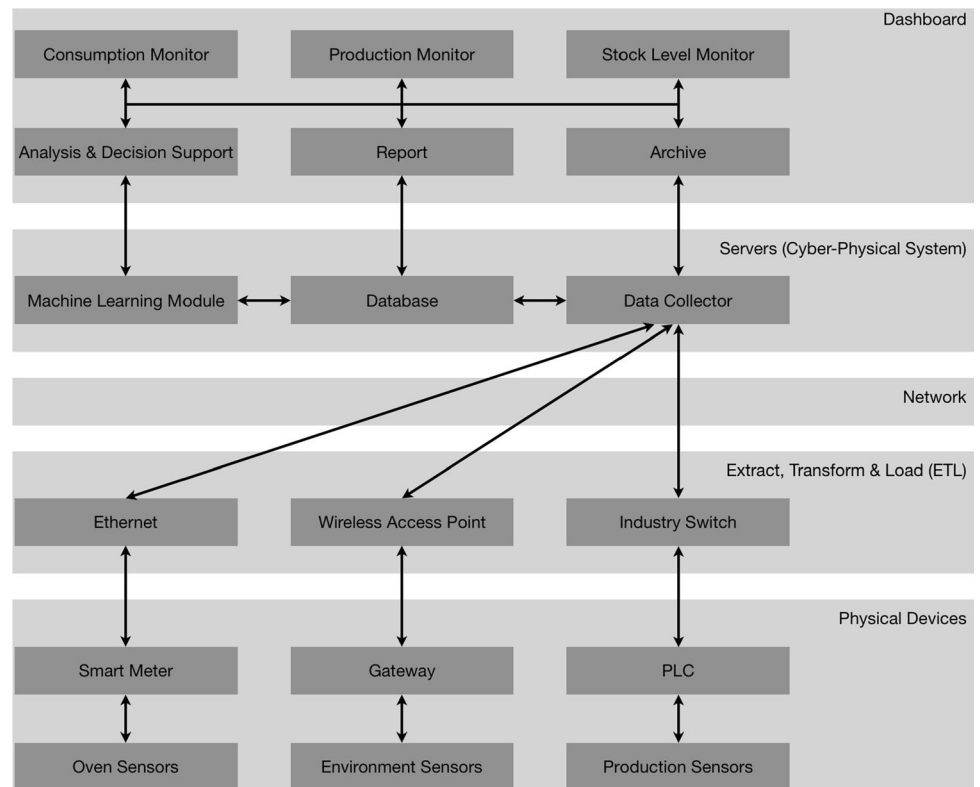 Dashboard
Consumption Monitor
Production Monitor
Stock Level Monitor
Analysis & Decision Support
Report
Archive
Servers (Cyber-Physical System)
Machine Learning Module
Database
Data Collector
Network
Extract, Transform & Load (ETL)
Ethernet
Wireless Access Point
Industry Switch
Physical Devices
Smart Meter
Gateway
PLC
Oven Sensors
Environment Sensors
Production Sensors